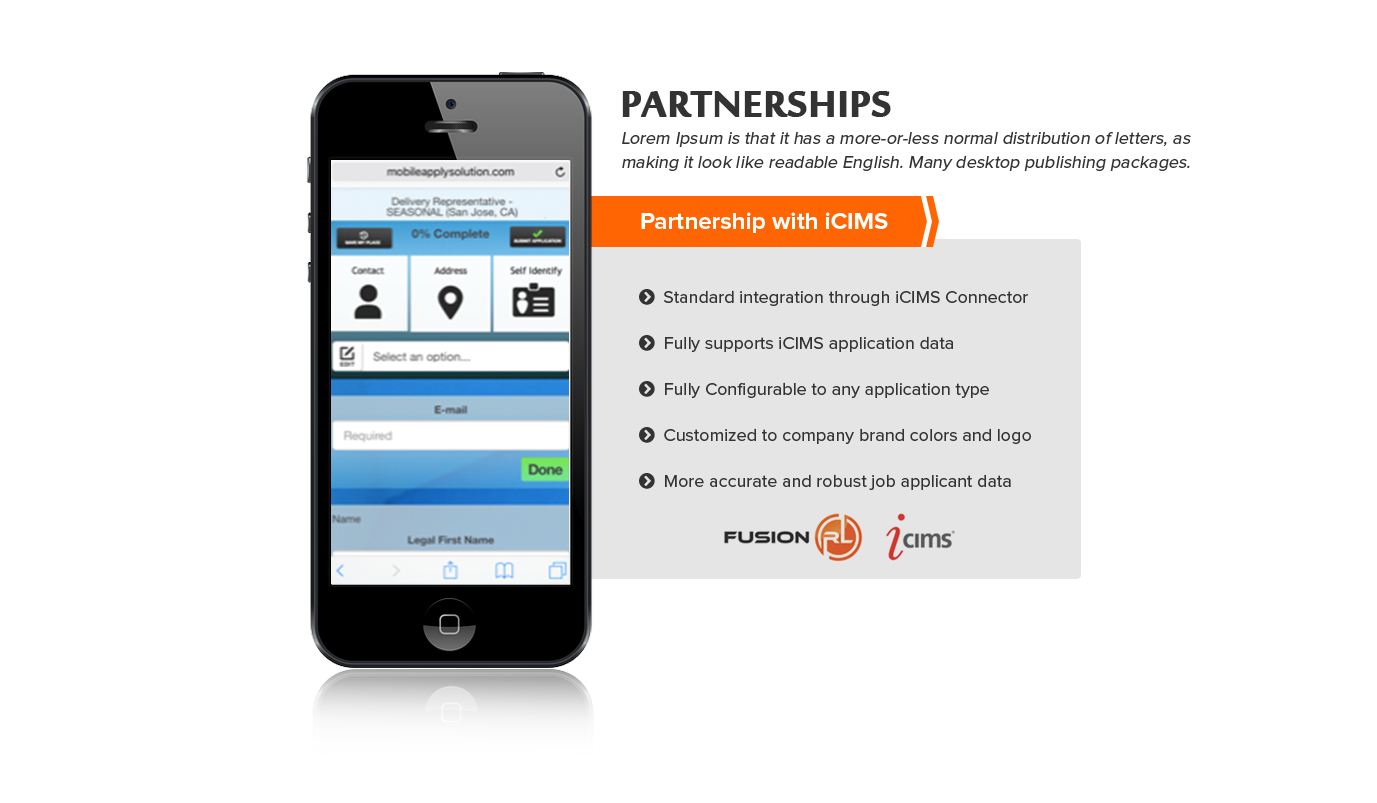 PARTNERSHIPS
Lorem Ipsum is that it has a more-or-less normal distribution of letters, as
making it look like readable English. Many desktop publishing packages.
Partnership with iCIMS
Standard integration through iCIMS Connector
Fully supports iCIMS application data
Fully Configurable to any application type
Customized to company brand colors and logo
More accurate and robust job applicant data
FUSION RL
icims
mobileapplysolution.com
Delivery Representative -
SEASONAL (San Jose, CA)
SAVE MY PLACE
0% Complete
SUBMIT APPLICATION
Contact
Address
Self Identify
EDIT
Select an option...
E-mail
Required
Done
Name
Legal First Name